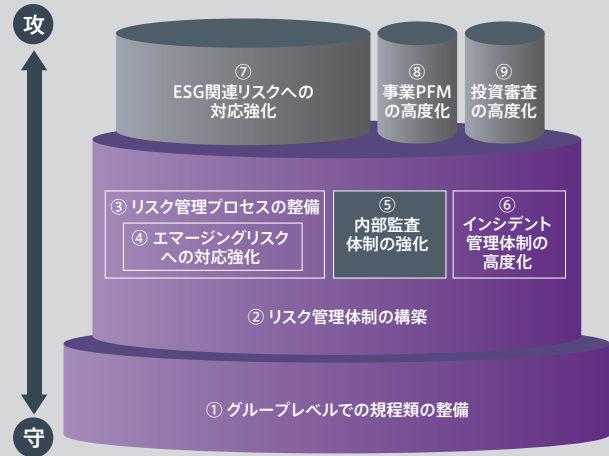 攻
⑦
ESG関連リスクへの
対応強化
⑧
事業PFM
の高度化
⑨
投資審査
の高度化
③ リスク管理プロセスの整備
④ エマージングリスク
への対応強化
⑤
内部監査
体制の強化
⑥
インシデント
管理体制の
高度化
② リスク管理体制の構築
① グループレベルでの規程類の整備
守